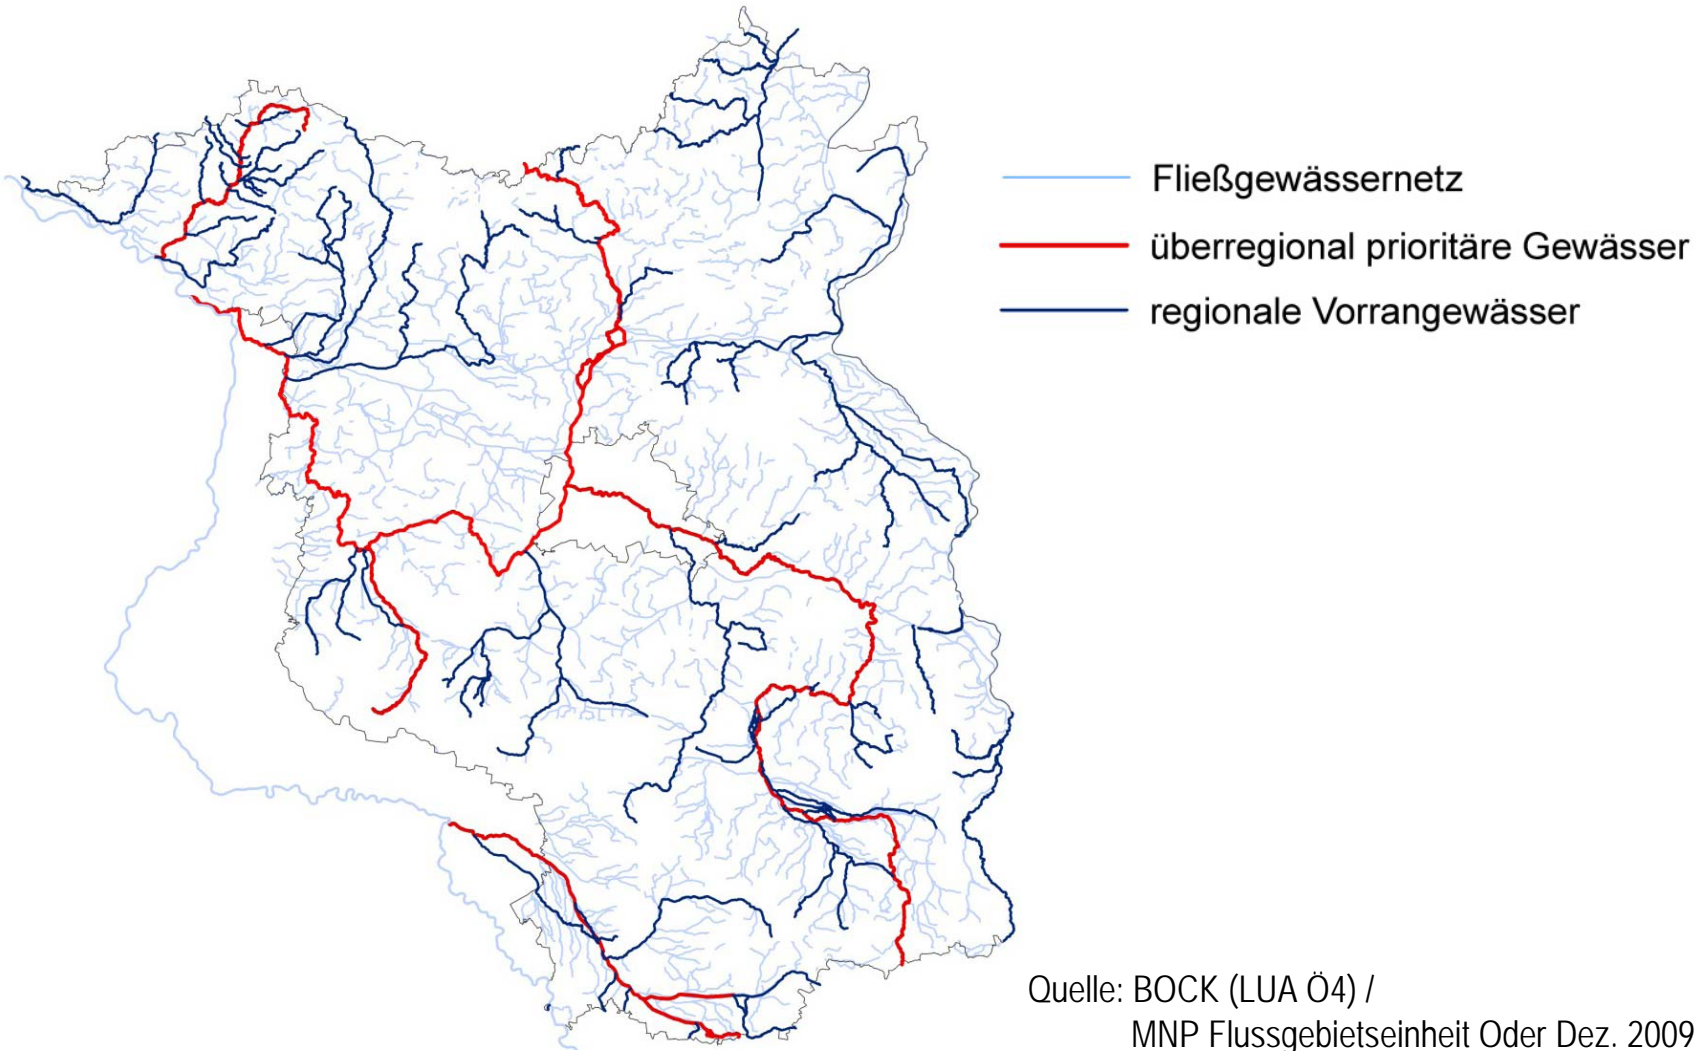 Fließgewässernetz
überregional prioritäre Gewässer
regionale Vorrangewässer
Quelle: BOCK (LUA Ö4) /
MNP Flussgebietseinheit Oder Dez. 2009